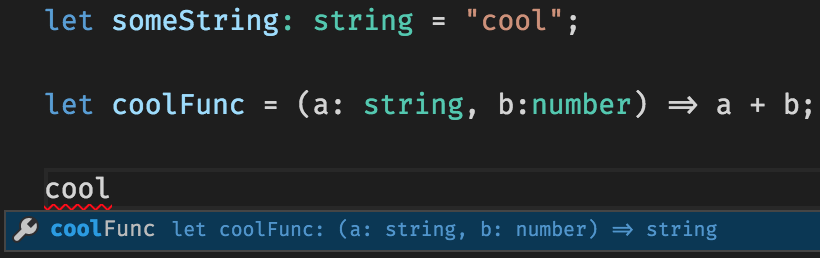 let someString: string = "cool";
let coolFunc = (a: string, b:number) => a + b;
cool
coolFunc let coolFunc: (a: string, b: number) => string